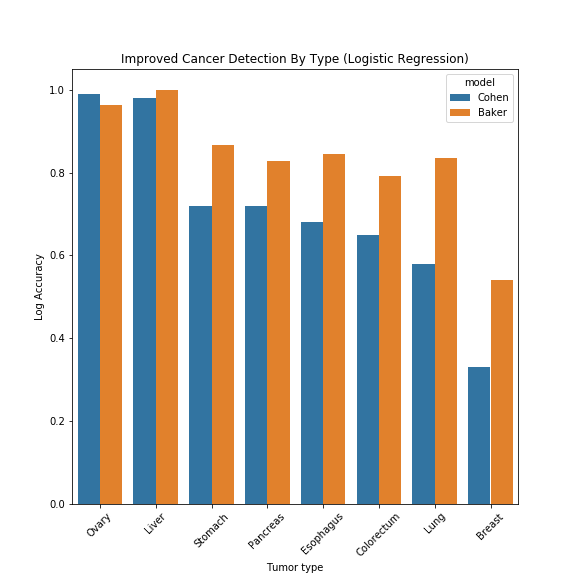 Improved Cancer Detection By Type (Logistic Regression)
model
Cohen
Baker
1.0
0.8
0.6
0.4
0.2
0.0
Log Accuracy
Ovary
Liver
Stomach
Pancreas
Esophagus
Colorectum
Lung
Breast
Tumor type